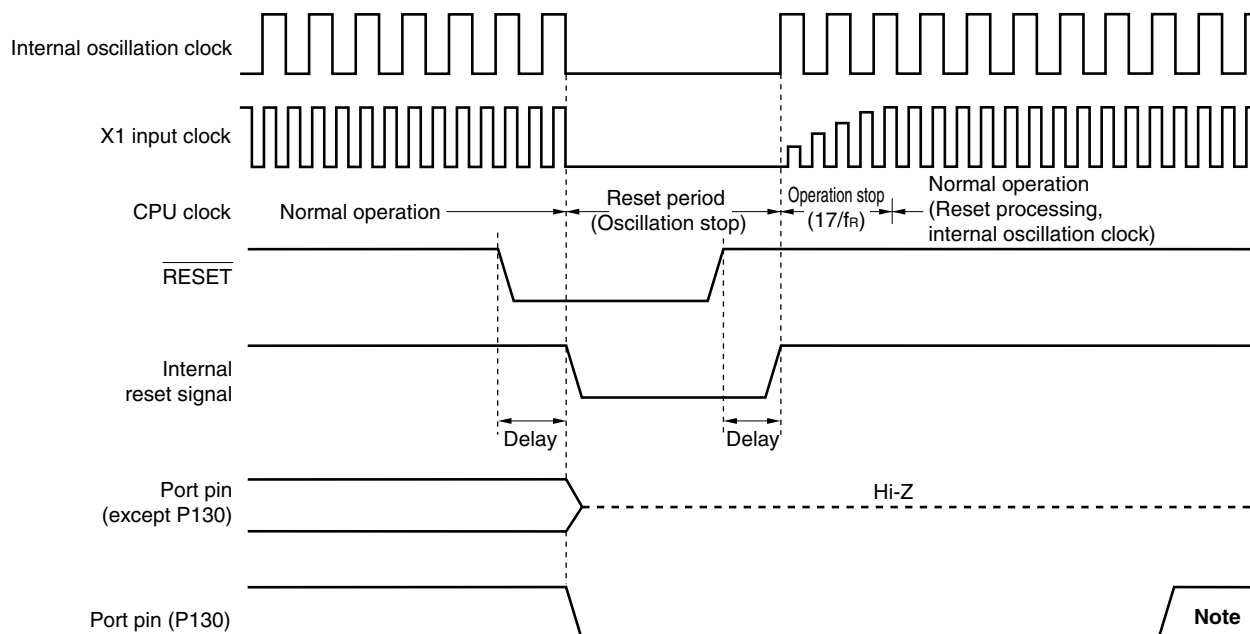 Internal oscillation clock
X1 input clock
CPU clock
Normal operation
Reset period
(Oscillation stop)
Operation stop
(17/fR)
Normal operation
(Reset processing,
internal oscillation clock)
RESET
Internal
reset signal
Delay
Delay
Port pin
(except P130)
Hi-Z
Port pin (P130)
Note